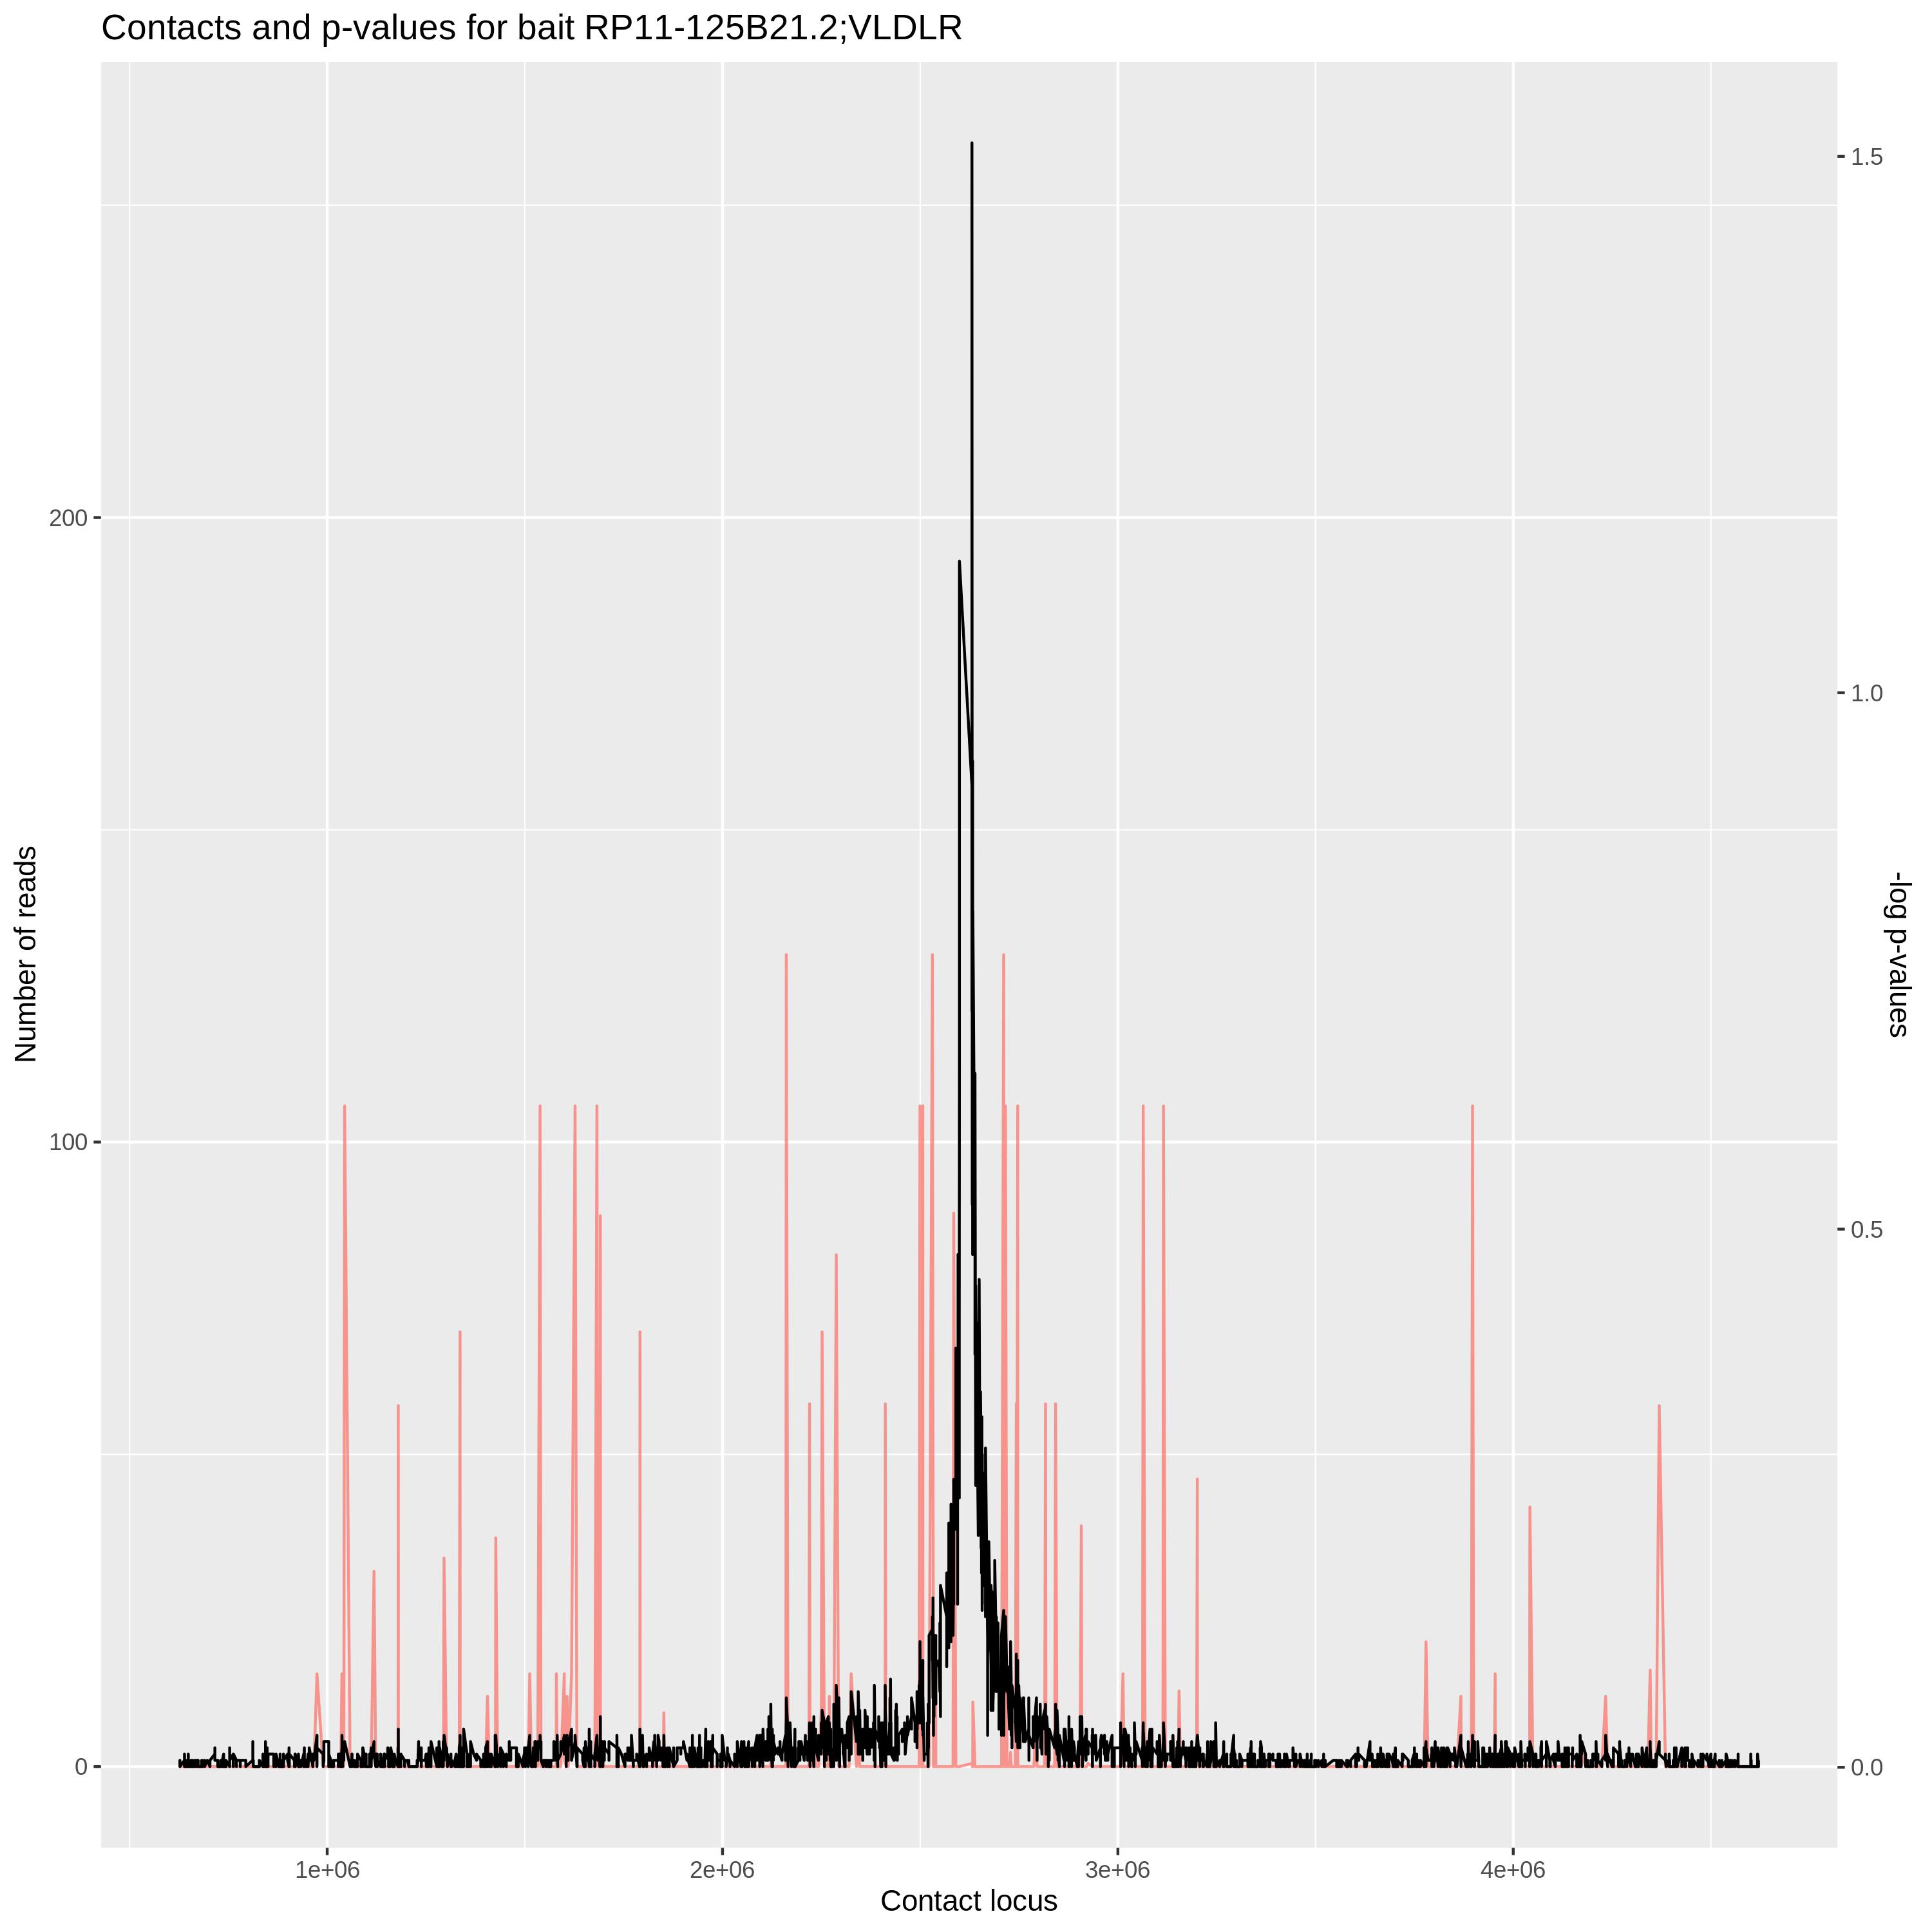 Contacts and p-values for bait RP11-125B21.2;VLDLR
Number of reads
200
100
0
1.5
1.0
0.5
0.0
-log p-values
1e+06
2e+06
3e+06
4e+06
Contact locus